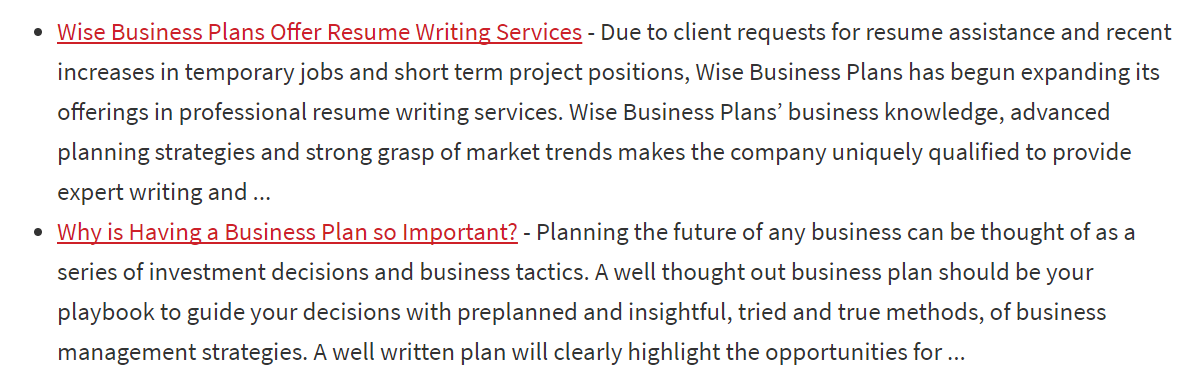 • Wise Business Plans Offer Resume Writing Services - Due to client requests for resume assistance and recent
increases in temporary jobs and short term project positions, Wise Business Plans has begun expanding its
offerings in professional resume writing services. Wise Business Plans’ business knowledge, advanced
planning strategies and strong grasp of market trends makes the company uniquely qualified to provide
expert writing and ...
• Why is Having a Business Plan so Important? - Planning the future of any business can be thought of as a
series of investment decisions and business tactics. A well thought out business plan should be your
playbook to guide your decisions with preplanned and insightful, tried and true methods, of business
management strategies. A well written plan will clearly highlight the opportunities for ...